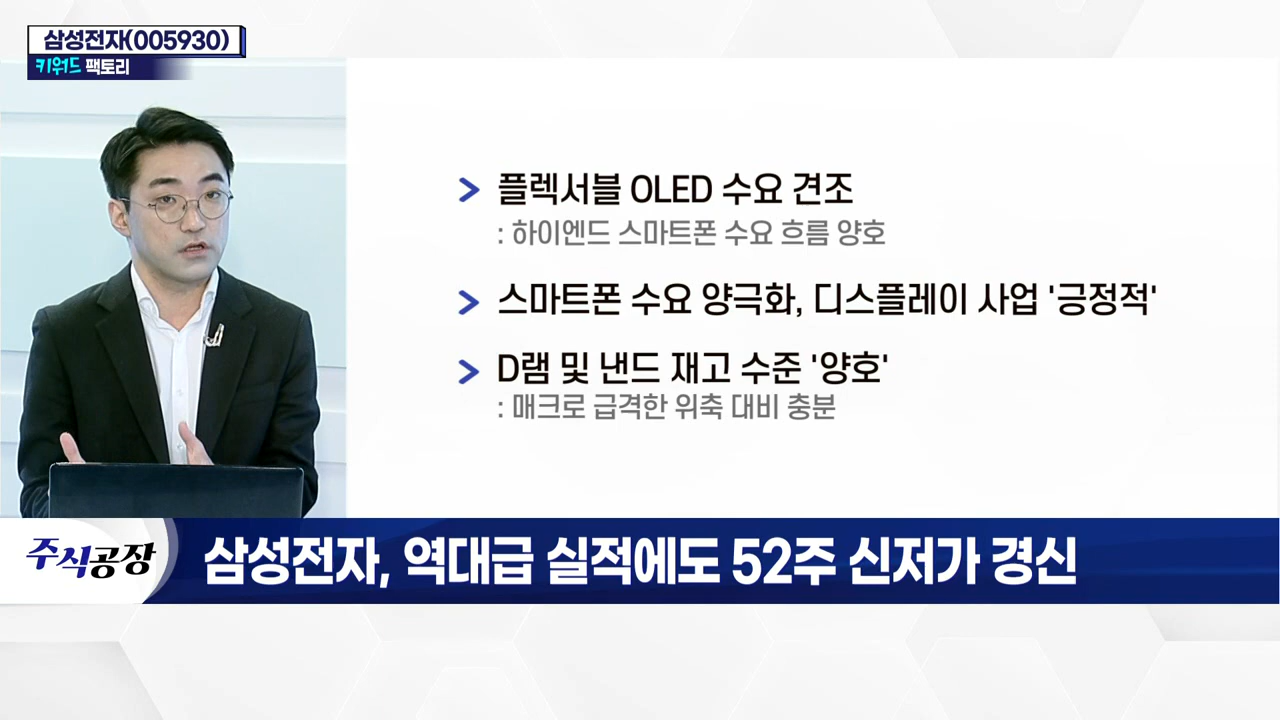 삼성전자(005930)
키워드 팩토리
플렉서블 OLED 수요 견조
: 하이엔드 스마트폰 수요 흐름 양호
스마트폰 수요 양극화, 디스플레이 사업 '긍정적'
D램 및 낸드 재고 수준 '양호'
: 매크로 급격한 위축 대비 충분
주식공장
삼성전자, 역대급 실적에도 52주 신저가 경신